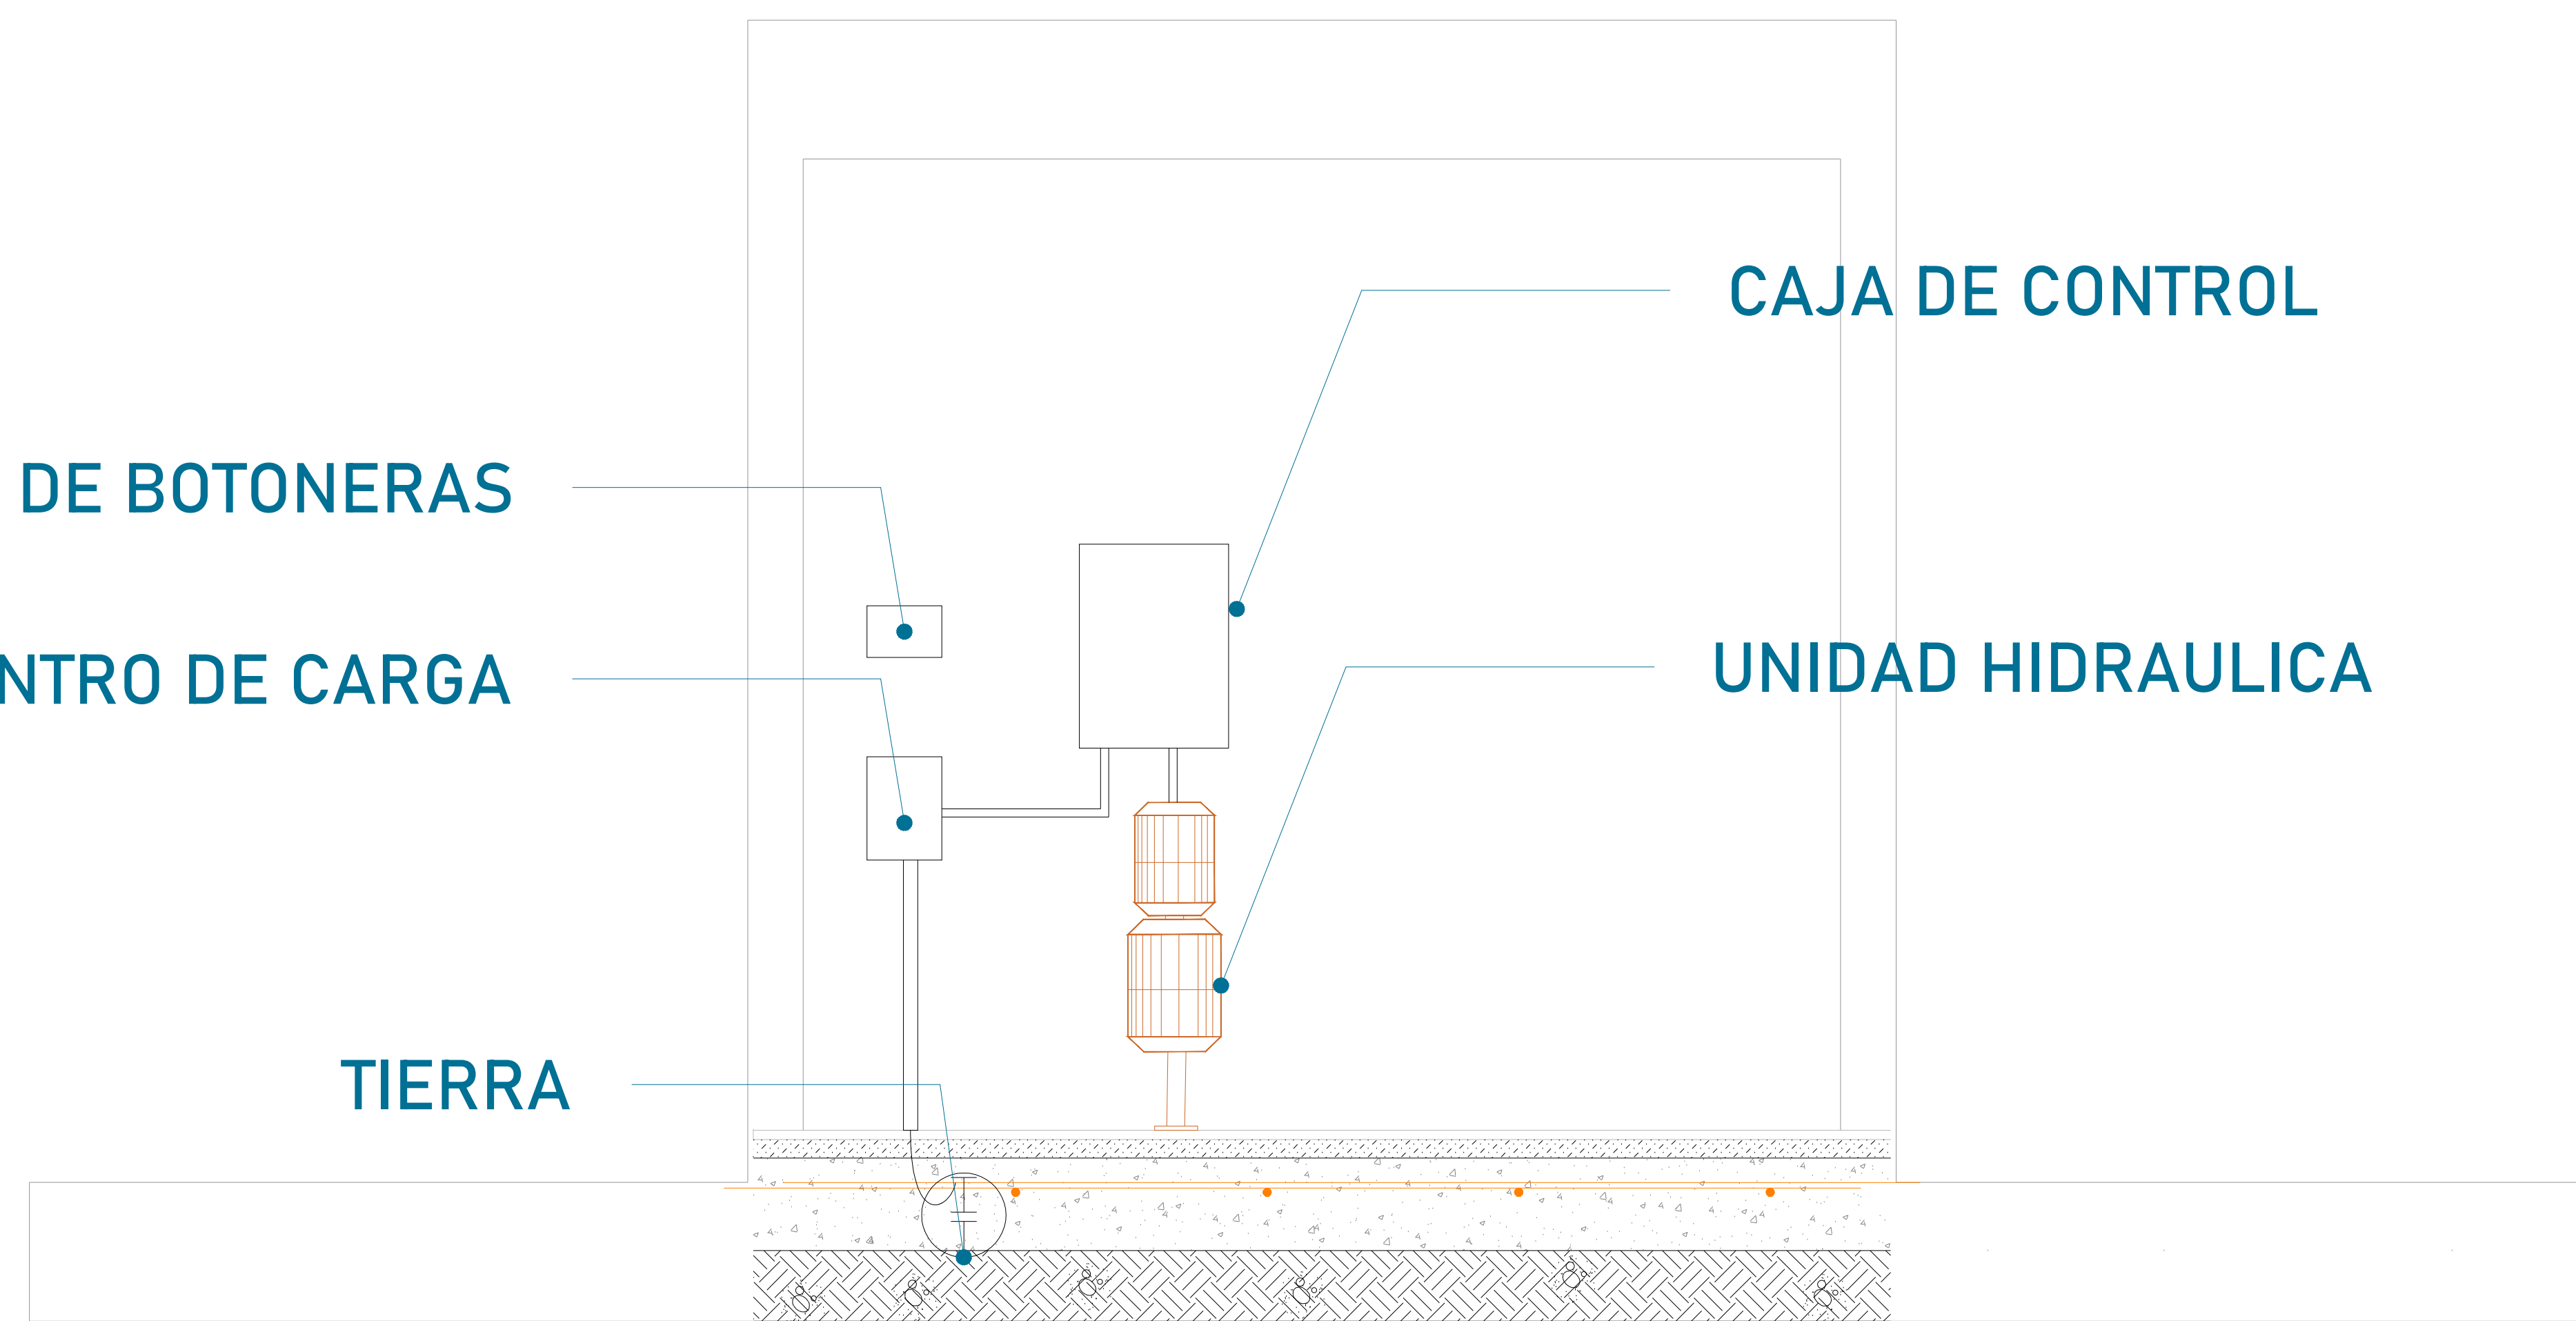 CAJA DE CONTROL
DE BOTONERAS
NTRO DE CARGA
UNIDAD HIDRAULICA
TIERRA